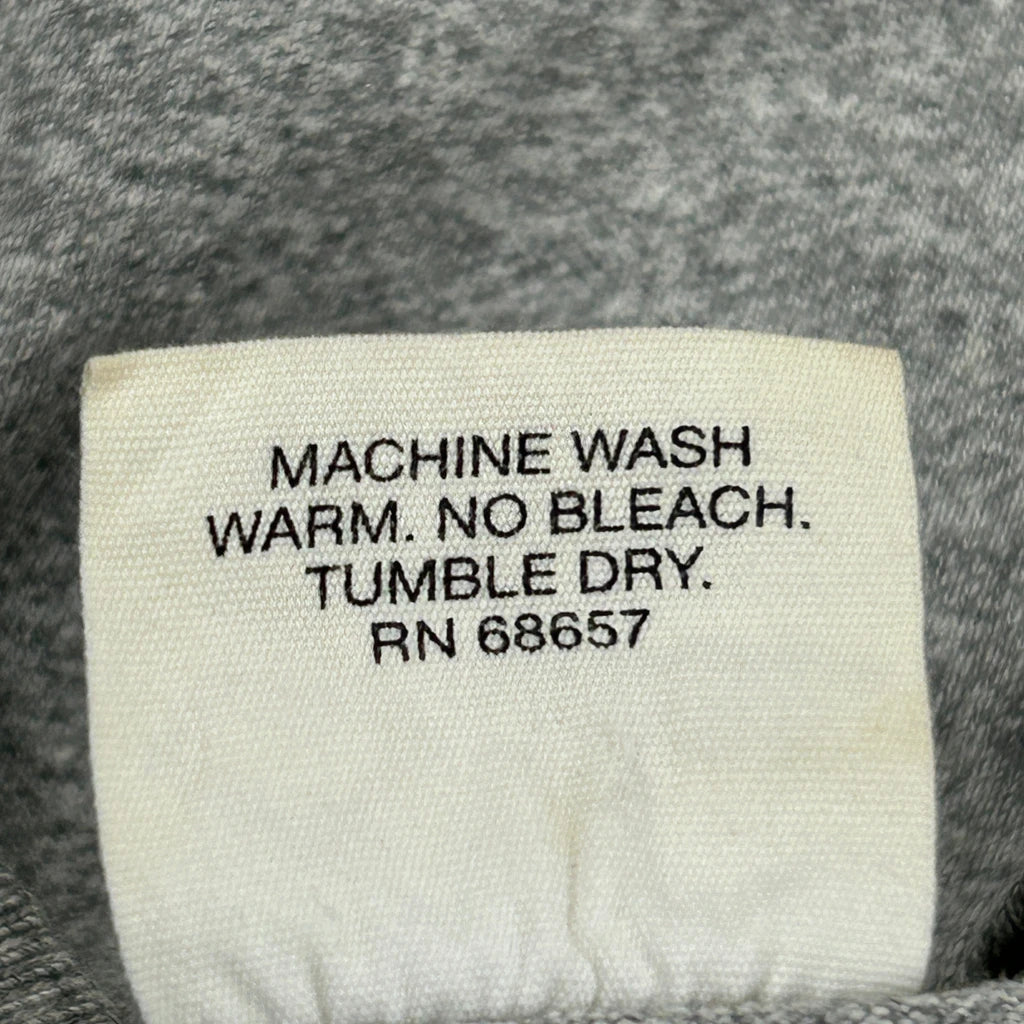 MACHINE WASH
WARM. NO BLEACH.
TUMBLE DRY.
RN 68657